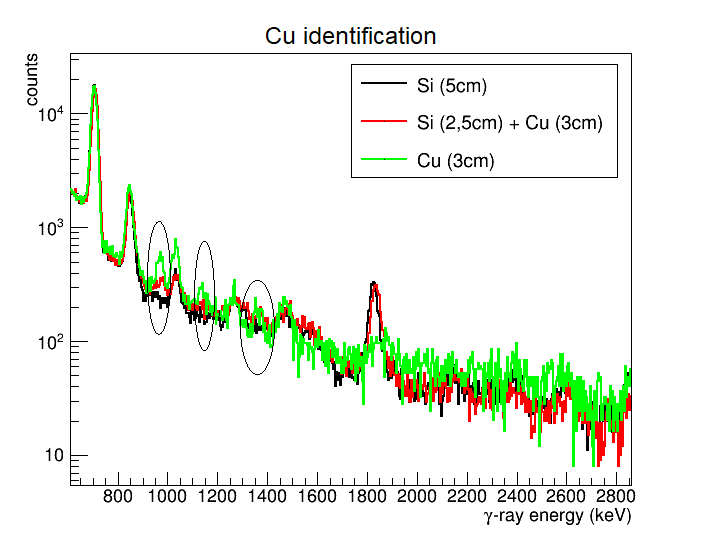 Cu identification
counts
Si (5cm)
Si (2,5cm) + Cu (3cm)
Cu (3cm)
10⁴
10³
10²
10
800 1000 1200 1400 1600 1800 2000 2200 2400 2600 2800
γ-ray energy (keV)